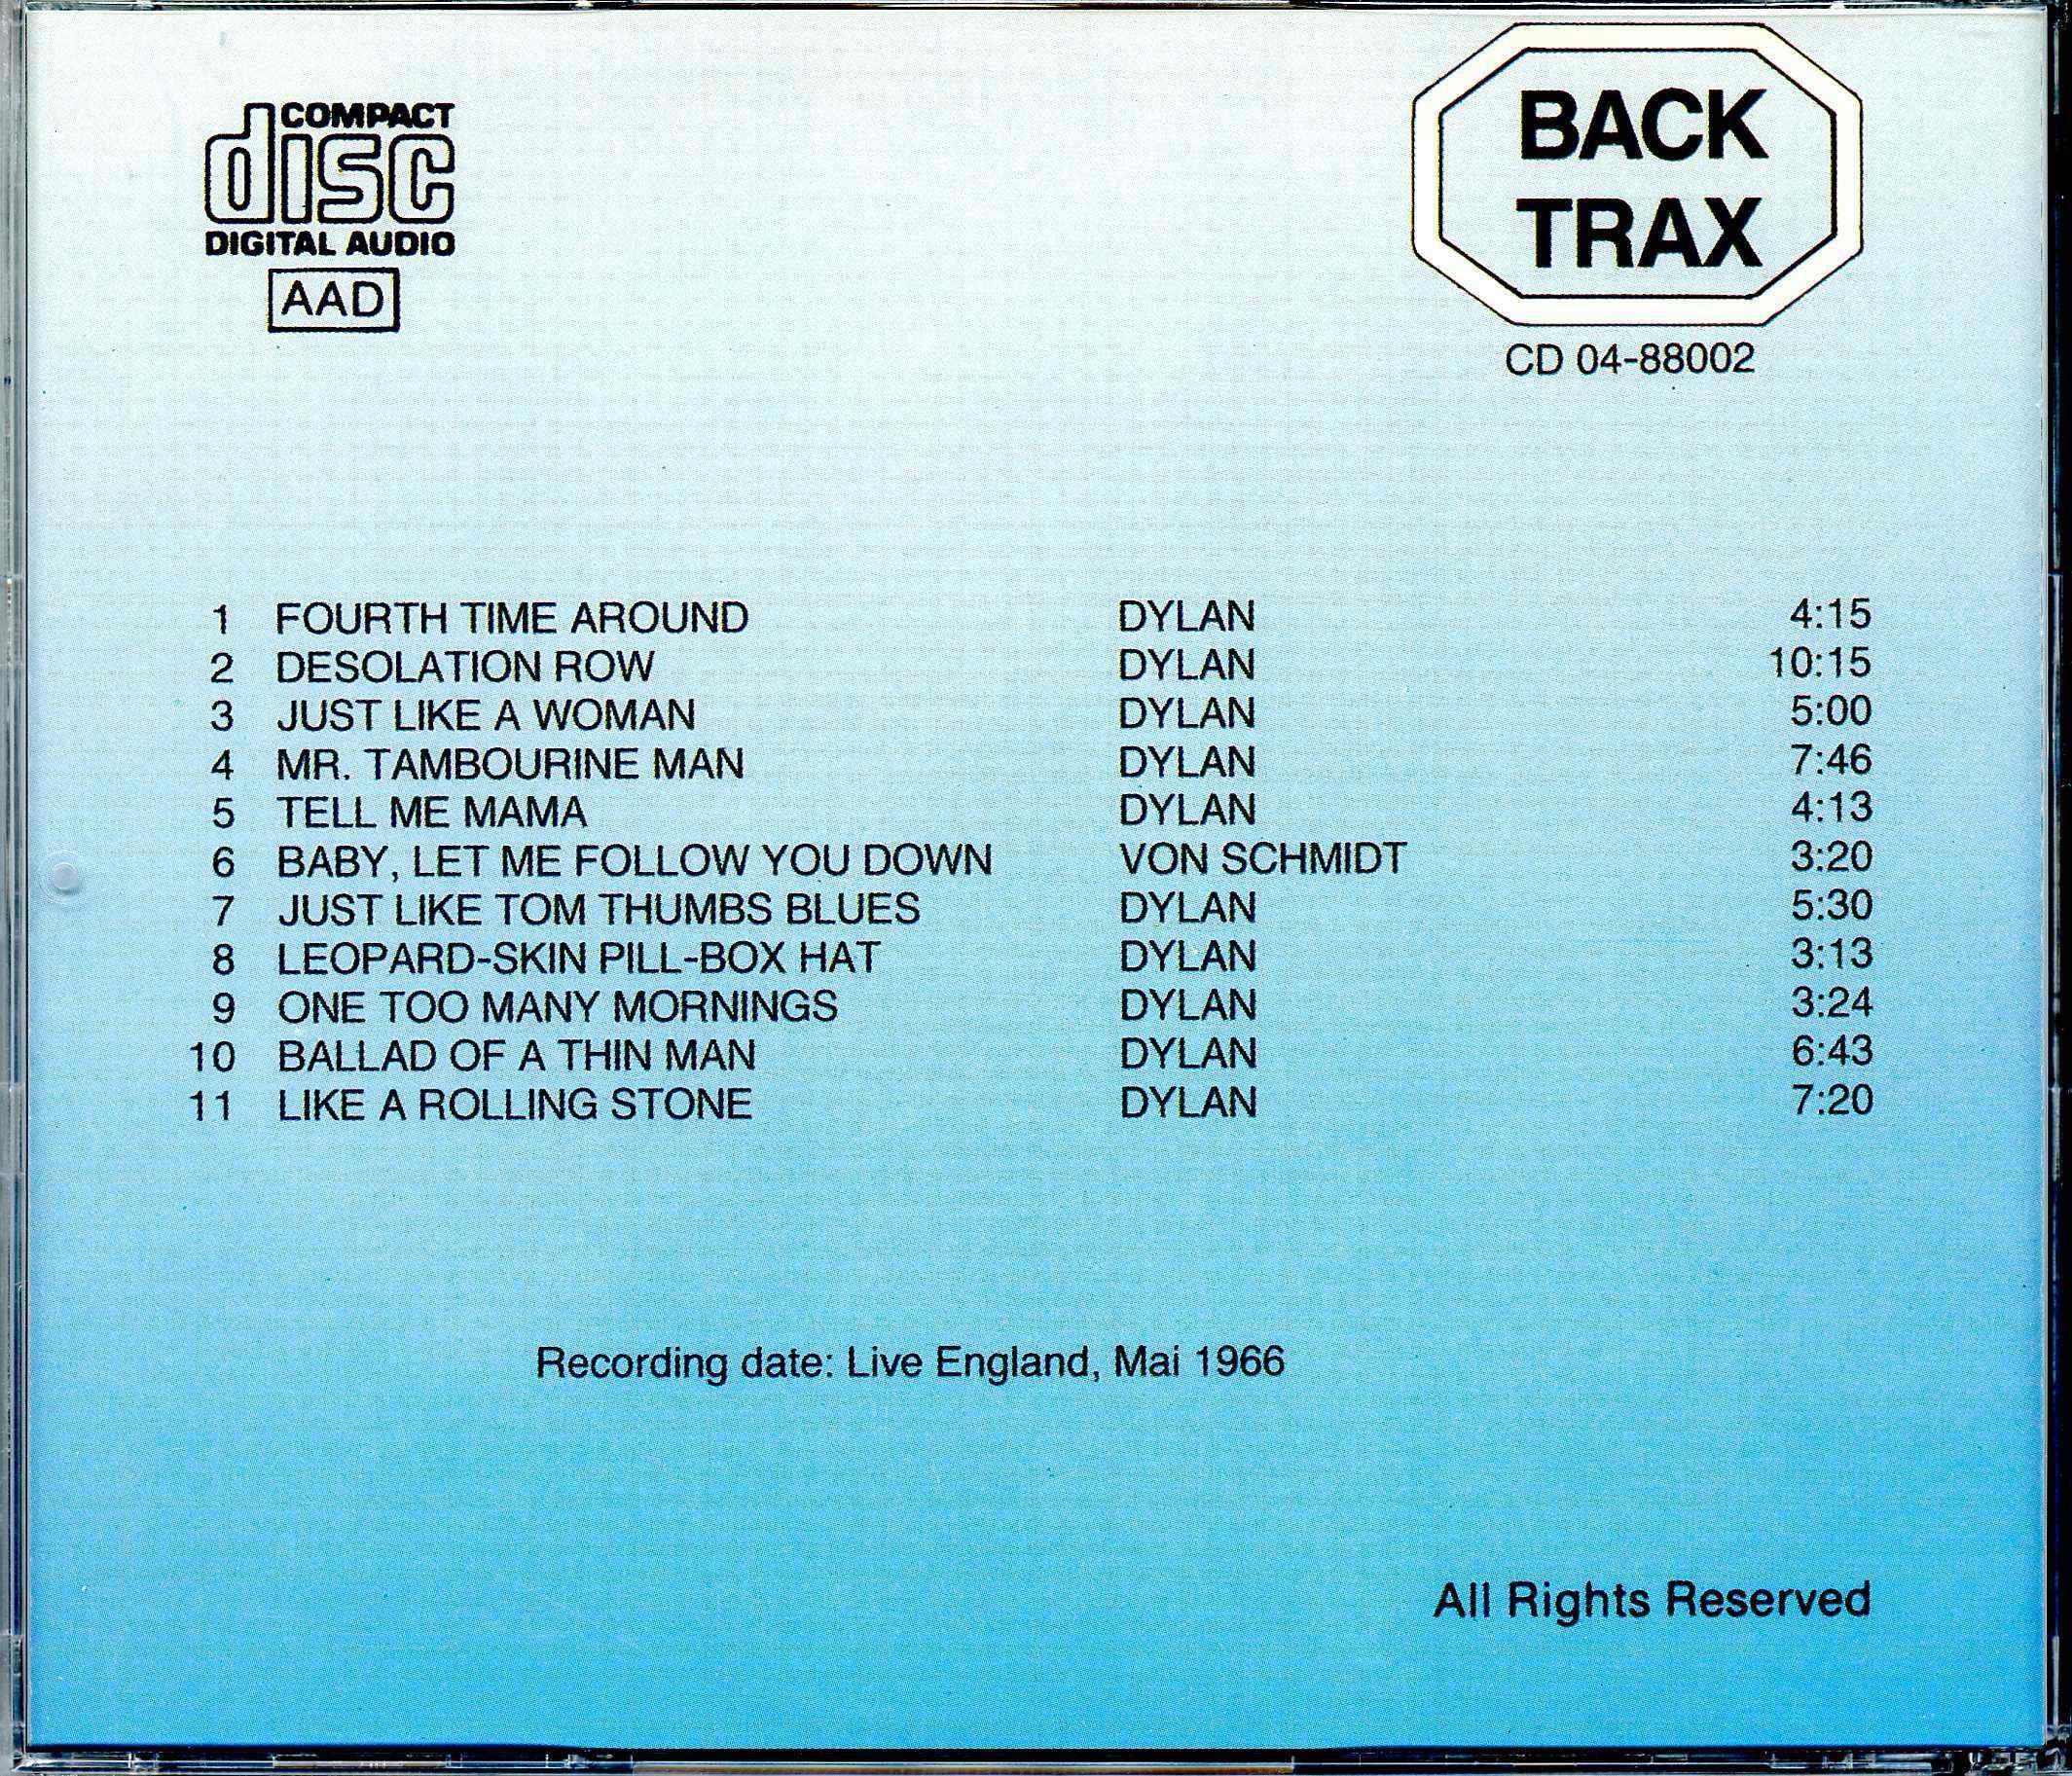 COMPACT
disc
DIGITAL AUDIO
AAD
BACK
TRAX
CD 04-88002
1 FOURTH TIME AROUND DYLAN 4:15
2 DESOLATION ROW DYLAN 10:15
3 JUST LIKE A WOMAN DYLAN 5:00
4 MR. TAMBOURINE MAN DYLAN 7:46
5 TELL ME MAMA DYLAN 4:13
6 BABY, LET ME FOLLOW YOU DOWN VON SCHMIDT 3:20
7 JUST LIKE TOM THUMBS BLUES DYLAN 5:30
8 LEOPARD-SKIN PILL-BOX HAT DYLAN 3:13
9 ONE TOO MANY MORNINGS DYLAN 3:24
10 BALLAD OF A THIN MAN DYLAN 6:43
11 LIKE A ROLLING STONE DYLAN 7:20
Recording date: Live England, Mai 1966
All Rights Reserved